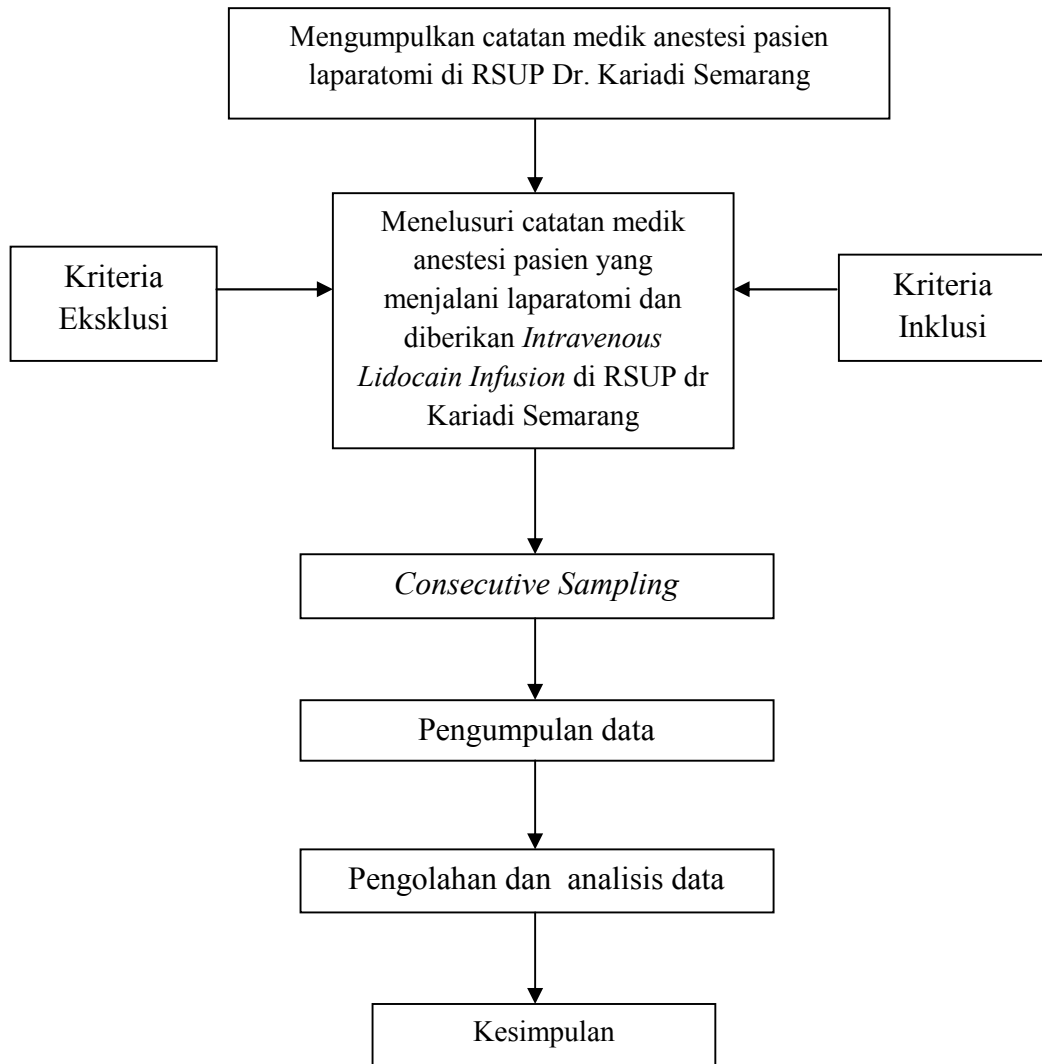 Mengumpulkan catatan medik anestesi pasien
laparatomi di RSUP Dr. Kariadi Semarang
Menelusuri catatan medik
anestesi pasien yang
menjalani laparatomi dan
diberikan Intravenous
Lidocain Infusion di RSUP dr
Kariadi Semarang
Kriteria
Eksklusi
Kriteria
Inklusi
Consecutive Sampling
Pengumpulan data
Pengolahan dan analisis data
Kesimpulan